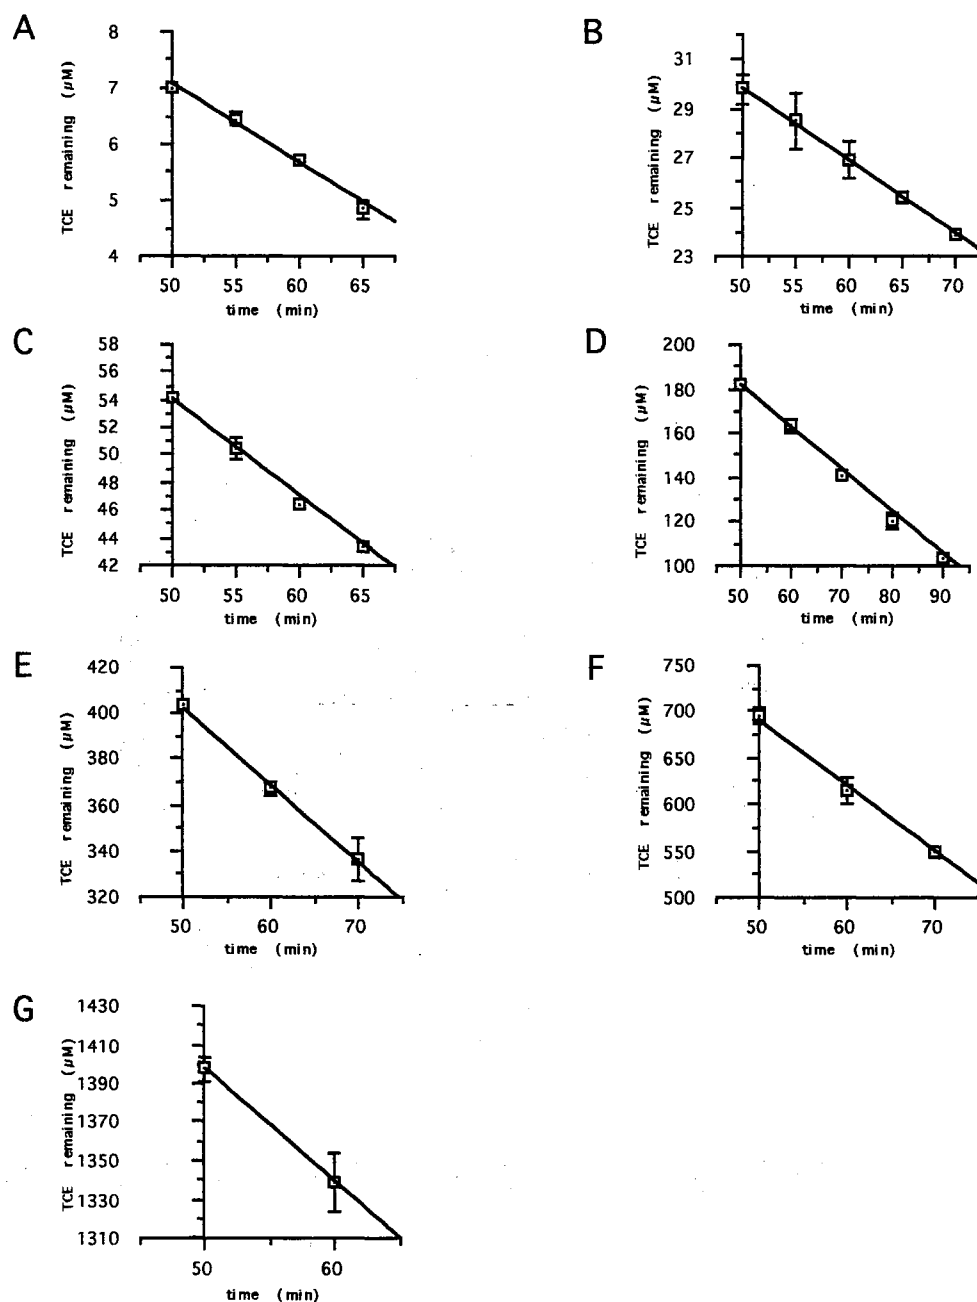 A
TCE remaining (µM)
8
7
6
5
4
50 55 60 65
time (min)
B
TCE remaining (µM)
31
29
27
25
23
50 55 60 65 70
time (min)
C
TCE remaining (µM)
58
56
54
52
50
48
46
44
42
50 55 60 65
time (min)
D
TCE remaining (µM)
200
180
160
140
120
100
50 60 70 80 90
time (min)
E
TCE remaining (µM)
420
400
380
360
340
320
50 60 70
time (min)
F
TCE remaining (µM)
750
700
650
600
550
500
50 60 70
time (min)
G
TCE remaining (µM)
1430
1410
1390
1370
1350
1330
1310
50 60
time (min)